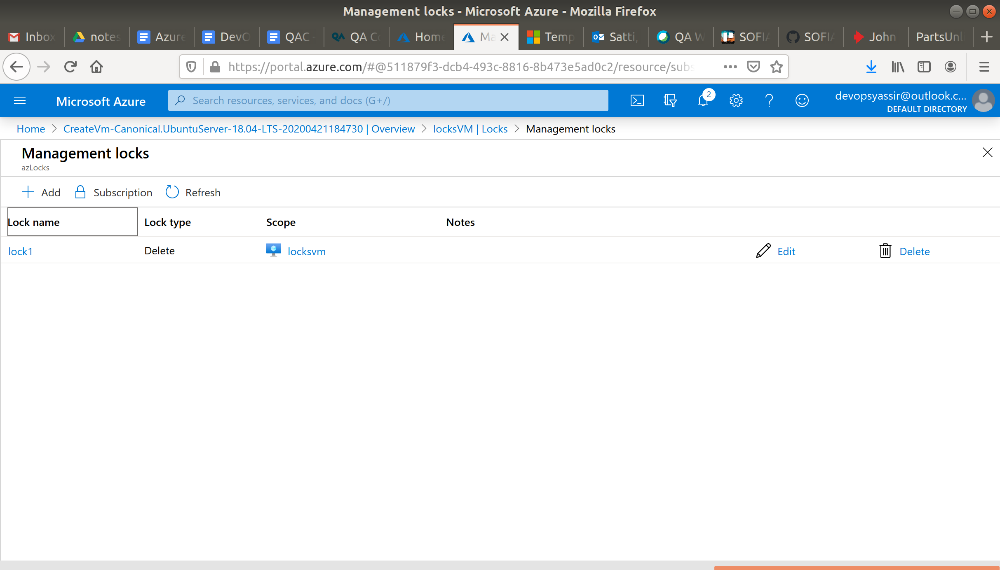 Management locks - Microsoft Azure - Mozilla Firefox
Inbox notes Azure DevO QAC - QA Co Home Ma Temp Satti, QA W SOFIA SOFIA John PartsUnl
https://portal.azure.com/#@511879f3-dcb4-493c-8816-8b473e5ad0c2/resource/subs
Microsoft Azure Search resources, services, and docs (G+/) 2 devopsyassir@outlook.c...
DEFAULT DIRECTORY
Home > CreateVm-Canonical.UbuntuServer-18.04-LTS-20200421184730 | Overview > locksVM | Locks > Management locks
Management locks
azLocks
Add Subscription Refresh
Lock name Lock type Scope Notes
lock1 Delete locksvm Edit Delete